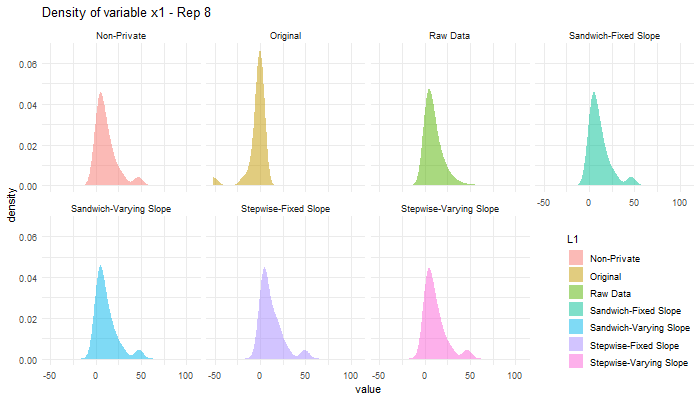 Density of variable x1 - Rep 8
Non-Private Original Raw Data Sandwich-Fixed Slope
0.06
0.04
0.02
0.00
-50 0 50 100
density
Sandwich-Varying Slope Stepwise-Fixed Slope Stepwise-Varying Slope
0.06
0.04
0.02
0.00
-50 0 50 100 -50 0 50 100 -50 0 50 100
value
L1
Non-Private
Original
Raw Data
Sandwich-Fixed Slope
Sandwich-Varying Slope
Stepwise-Fixed Slope
Stepwise-Varying Slope